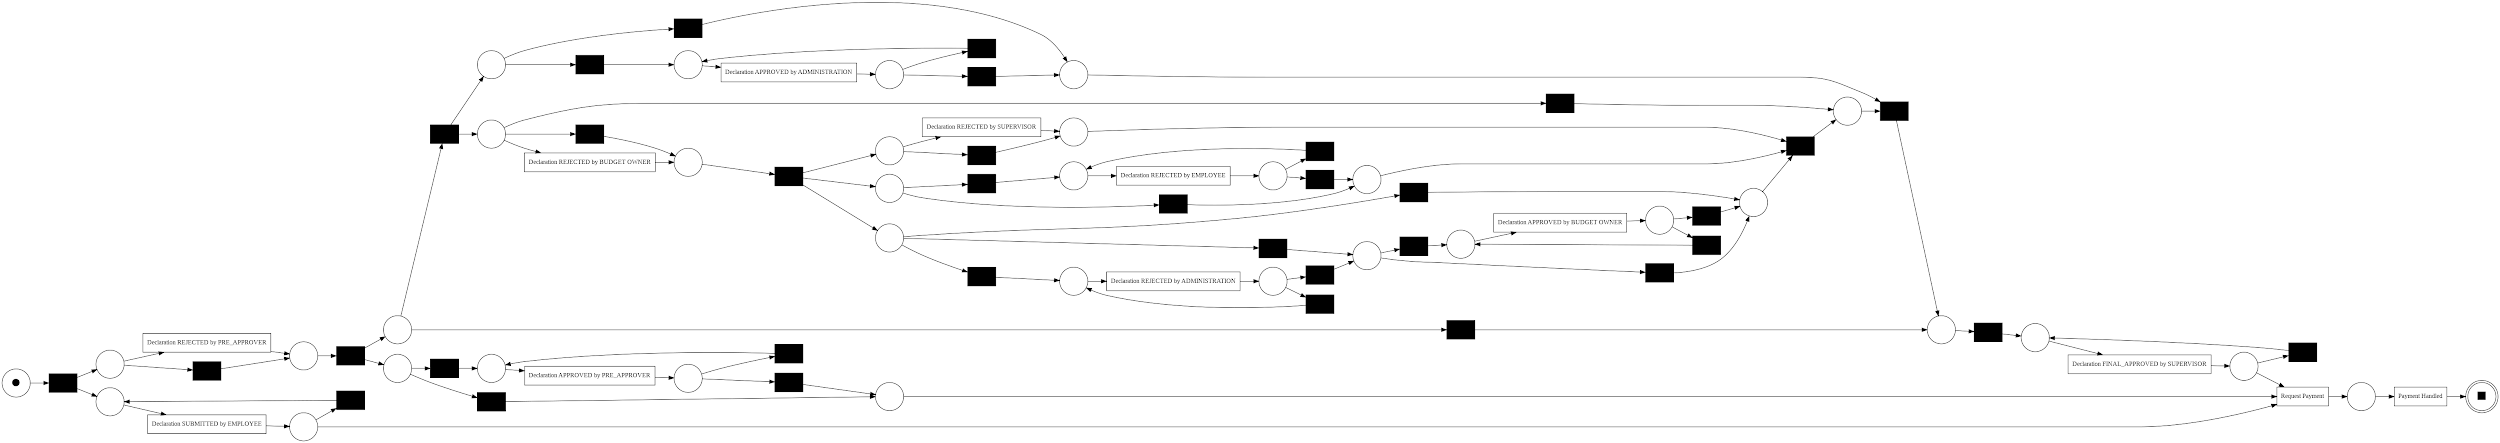 Declaration APPROVED by ADMINISTRATION
Declaration REJECTED by SUPERVISOR
Declaration REJECTED by BUDGET OWNER
Declaration REJECTED by EMPLOYEE
Declaration APPROVED by BUDGET OWNER
Declaration REJECTED by ADMINISTRATION
Declaration REJECTED by PRE_APPROVER
Declaration FINAL_APPROVED by SUPERVISOR
Declaration APPROVED by PRE_APPROVER
Request Payment
Payment Handled
Declaration SUBMITTED by EMPLOYEE